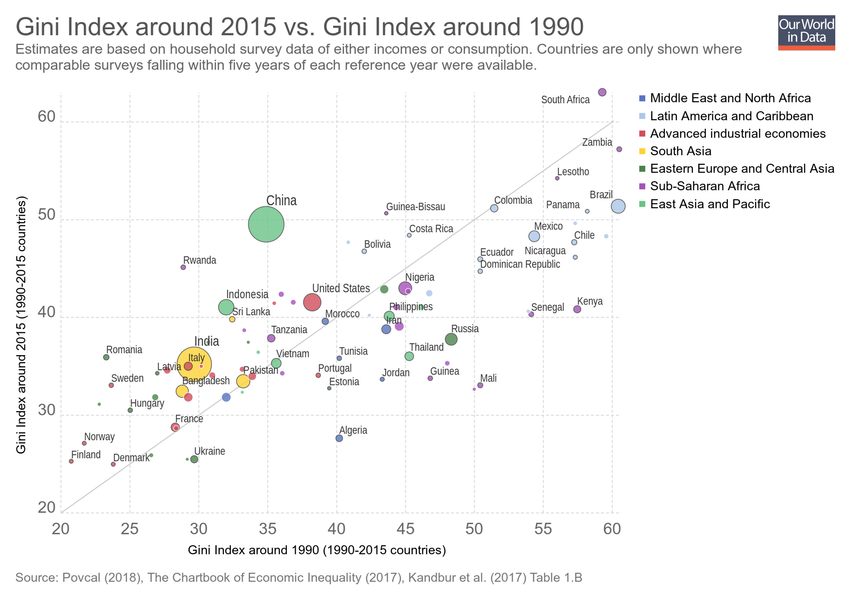 Gini Index around 2015 vs. Gini Index around 1990
Our World
in Data
Estimates are based on household survey data of either incomes or consumption. Countries are only shown where
comparable surveys falling within five years of each reference year were available.
Middle East and North Africa
Latin America and Caribbean
Advanced industrial economies
South Asia
Eastern Europe and Central Asia
Sub-Saharan Africa
East Asia and Pacific
Gini Index around 2015 (1990-2015 countries)
60
50
40
30
20
South Africa
Zambia
Lesotho
China
Guinea-Bissau
Colombia
Panama
Brazil
Costa Rica
Mexico
Chile
Bolivia
Ecuador
Nicaragua
Rwanda
Dominican Republic
Nigeria
Indonesia
United States
Sri Lanka
Morocco
Philippines
Iran
Senegal
Kenya
Tanzania
Russia
India
Romania
Italy
Vietnam
Tunisia
Thailand
Latvia
Pakistan
Portugal
Jordan
Guinea
Mali
Sweden
Bangladesh
Estonia
Hungary
France
Algeria
Norway
Finland
Denmark
Ukraine
20
25
30
35
40
45
50
55
60
Gini Index around 1990 (1990-2015 countries)
Source: Povcal (2018), The Chartbook of Economic Inequality (2017), Kandbur et al. (2017) Table 1.B